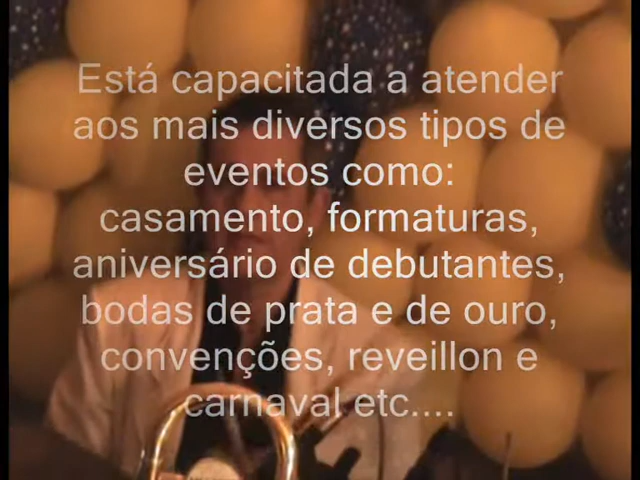 Está capacitada a atender
aos mais diversos tipos de
eventos como:
casamento, formaturas,
aniversário de debutantes,
bodas de prata e de ouro,
convenções, reveillon e
carnaval etc....